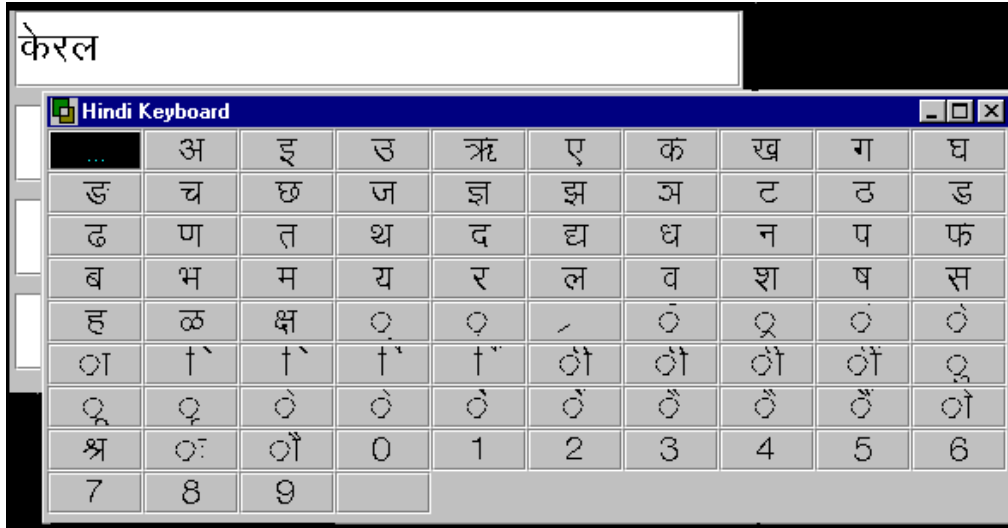 केरल
Hindi Keyboard
... अ इ उ ऋ ए क ख ग घ
ङ च छ ज ज्ञ झ ञ ट ठ ड
ढ ण त थ द द्य ध न प फ
ब भ म य र ल व श ष स
ह ळ क्ष
ा
ू ृ ो
श्र ः ौ 0 1 2 3 4 5 6
7 8 9